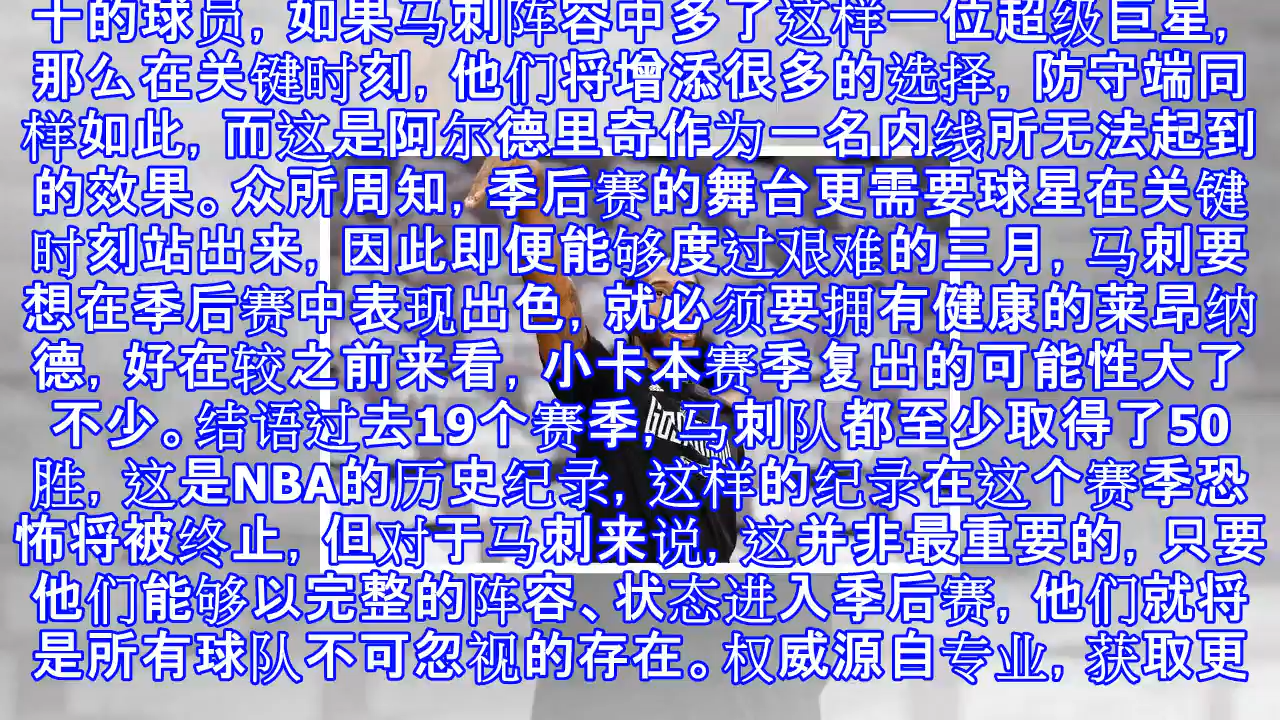 十的球员, 如果马刺阵容中多了这样一位超级巨星,
那么在关键时刻, 他们将增添很多的选择, 防守端同
样如此, 而这是阿尔德里奇作为一名内线所无法起到
的效果。众所周知, 季后赛的舞台更需要球星在关键
时刻站出来, 因此即便能够度过艰难的三月, 马刺要
想在季后赛中表现出色, 就必须要拥有健康的莱昂纳
德, 好在较之前来看, 小卡本赛季复出的可能性大了
不少。结语过去19个赛季, 马刺队都至少取得了50
胜, 这是NBA的历史纪录, 这样的纪录在这个赛季恐
怖将被终止, 但对于马刺来说, 这并非最重要的, 只要
他们能够以完整的阵容、状态进入季后赛, 他们就将
是所有球队不可忽视的存在。权威源自专业, 获取更